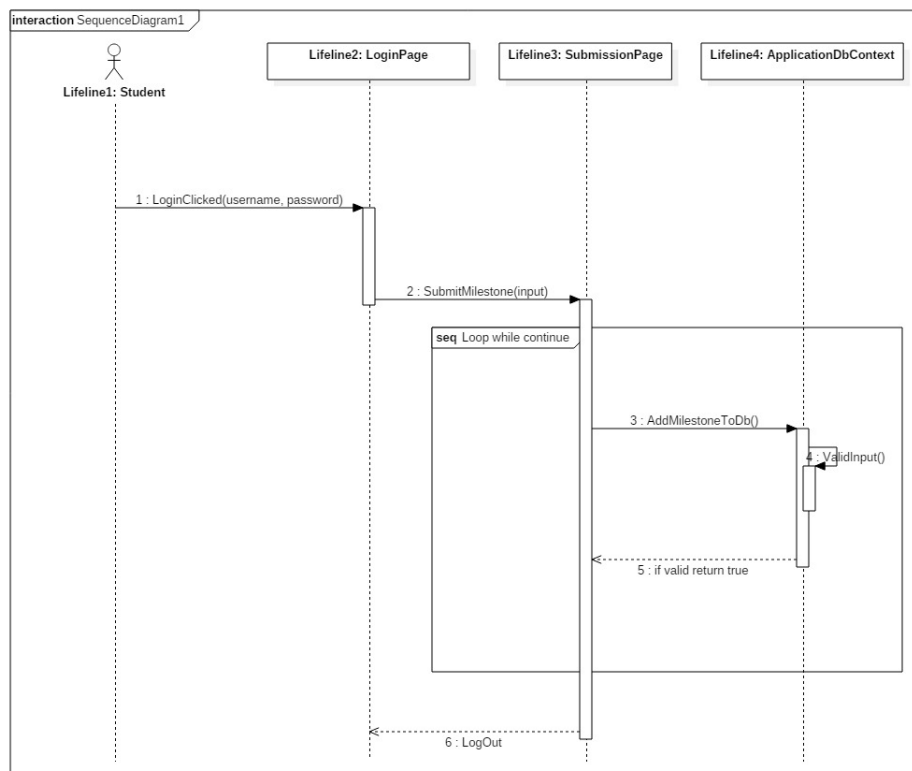 interaction SequenceDiagram1
Lifeline1: Student
Lifeline2: LoginPage
Lifeline3: SubmissionPage
Lifeline4: ApplicationDbContext
1 : LoginClicked(username, password)
2 : SubmitMilestone(input)
seq Loop while continue
3 : AddMilestoneToDb()
4 : ValidInput()
5 : if valid return true
6 : LogOut